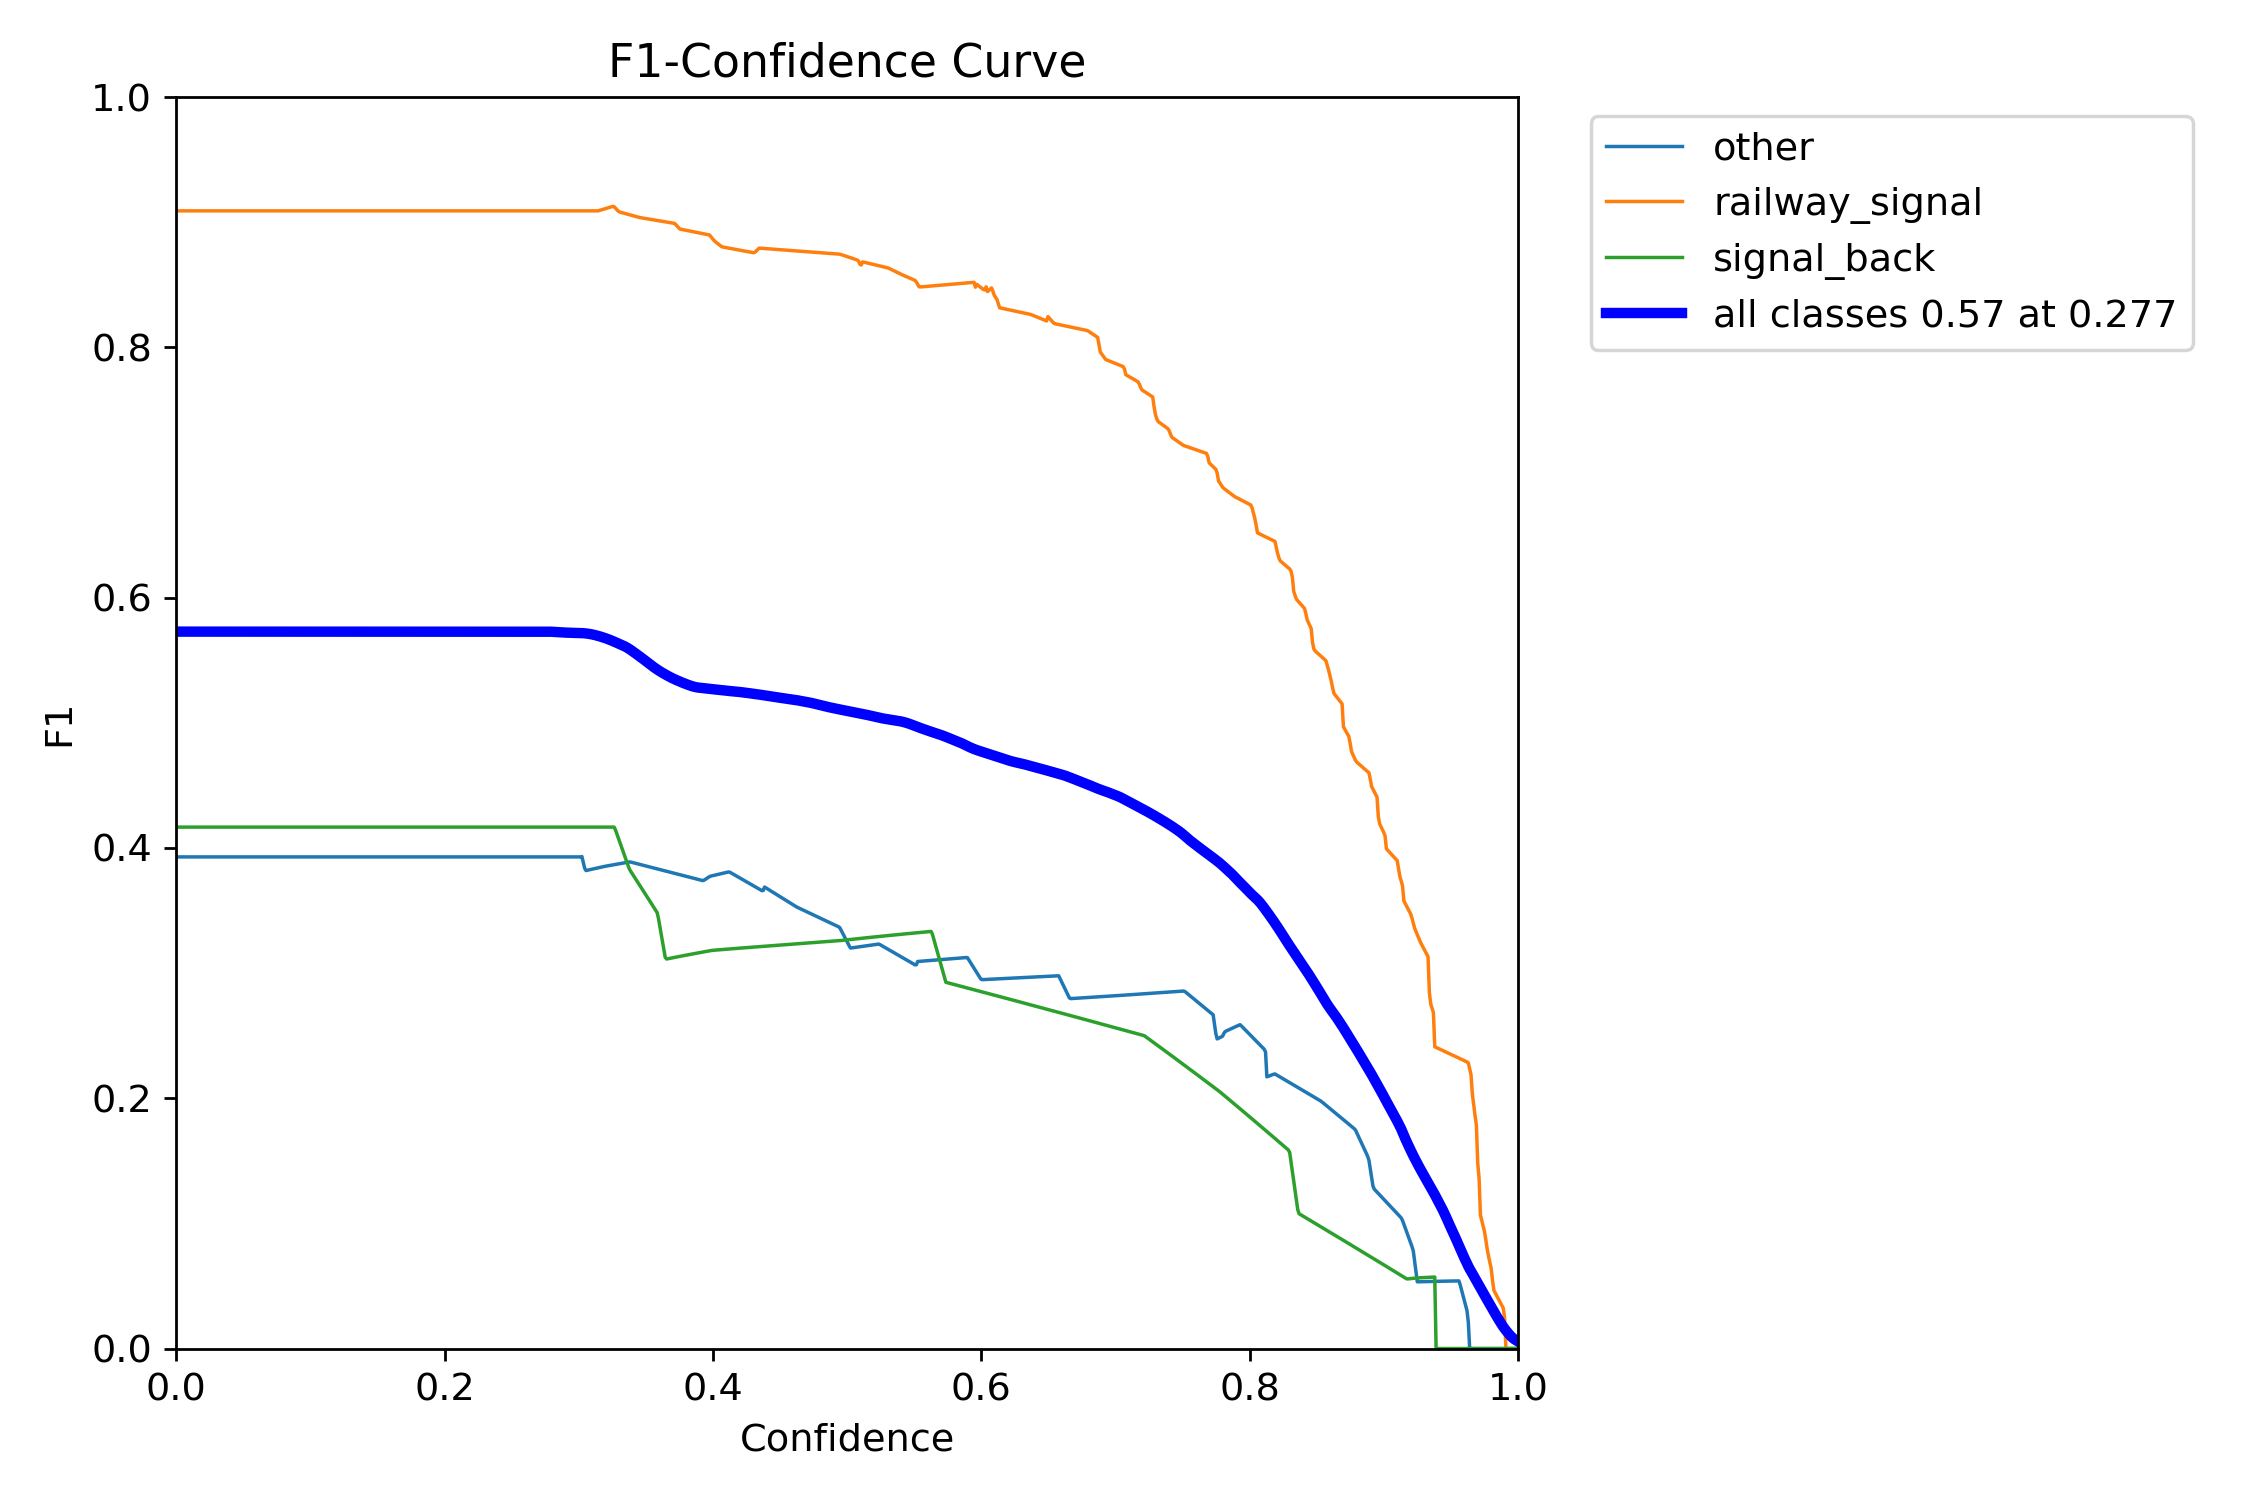 F1-Confidence Curve
1.0
0.8
0.6
0.4
0.2
0.0
F1
0.0 0.2 0.4 0.6 0.8 1.0
Confidence
other
railway_signal
signal_back
all classes 0.57 at 0.277